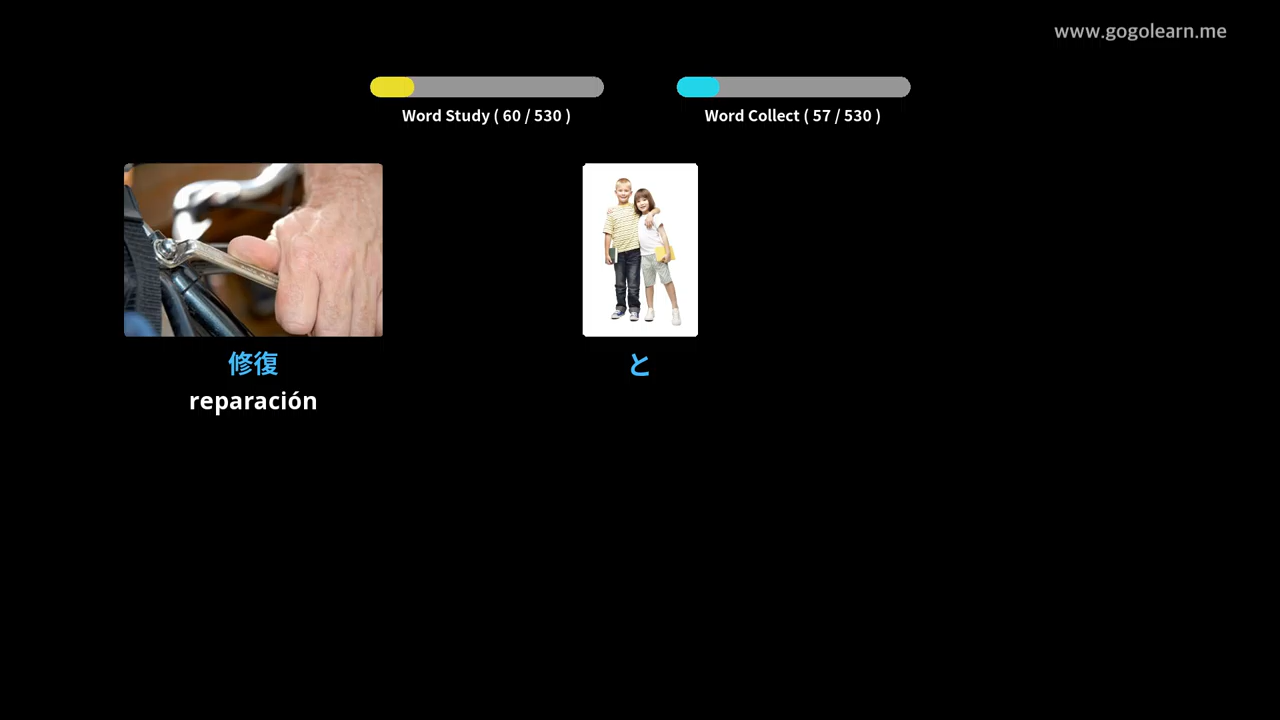 www.gogolearn.me
Word Study ( 60 / 530 )
Word Collect ( 57 / 530 )
修復
reparación
と